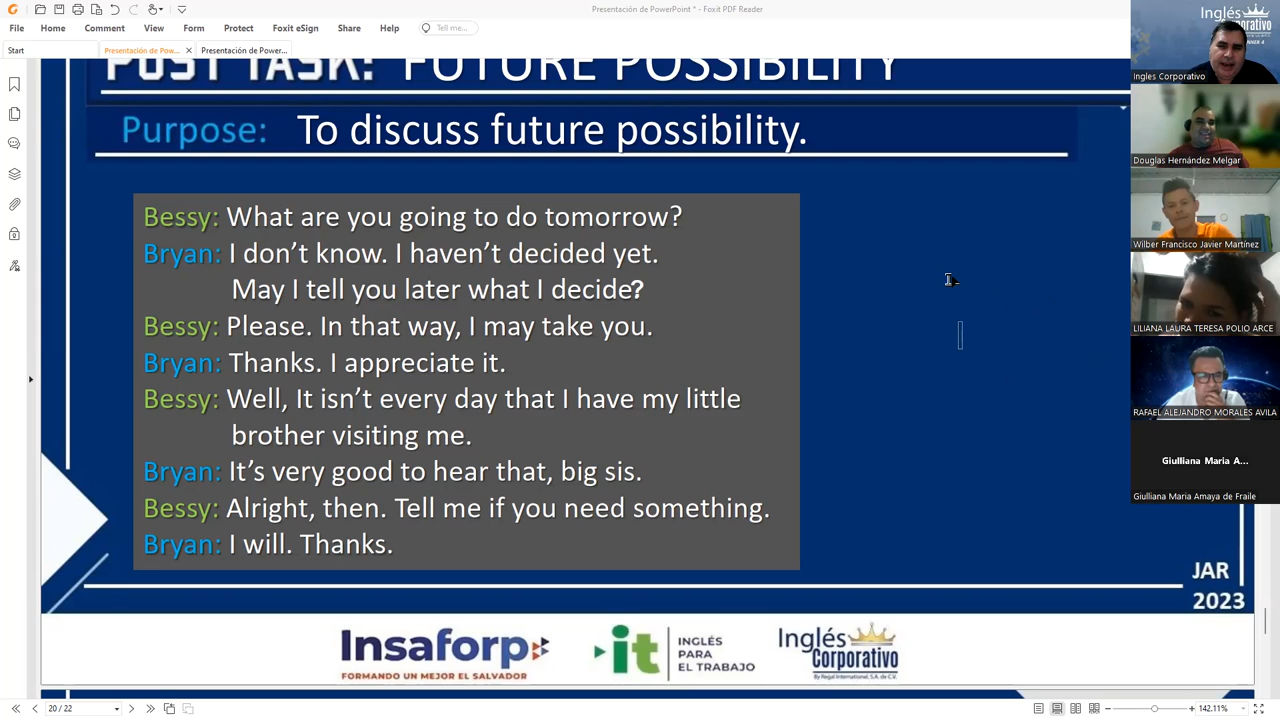 Presentación de PowerPoint * - Foxit PDF Reader
File Home Comment View Form Protect Foxit eSign Share Help Tell me...
Start Presentación de Pow... Presentación de Power...
POST TASK: FUTURE POSSIBILITY
Purpose: To discuss future possibility.
Bessy: What are you going to do tomorrow?
Bryan: I don’t know. I haven’t decided yet.
May I tell you later what I decide?
Bessy: Please. In that way, I may take you.
Bryan: Thanks. I appreciate it.
Bessy: Well, It isn’t every day that I have my little
brother visiting me.
Bryan: It’s very good to hear that, big sis.
Bessy: Alright, then. Tell me if you need something.
Bryan: I will. Thanks.
JAR
2023
Insaforp
FORMANDO UN MEJOR EL SALVADOR
it INGLÉS
PARA
EL TRABAJO
Inglés
Corporativo
By Regal International, S.A. de C.V.
Inglés
Corporativo
NNER 4
Ingles Corporativo
Douglas Hernández Melgar
Wilber Francisco Javier Martínez
LILIANA LAURA TERESA POLIO ARCE
RAFAEL ALEJANDRO MORALES AVILA
Giulliana Maria A...
Giulliana Maria Amaya de Fraile
20 / 22
142.11%